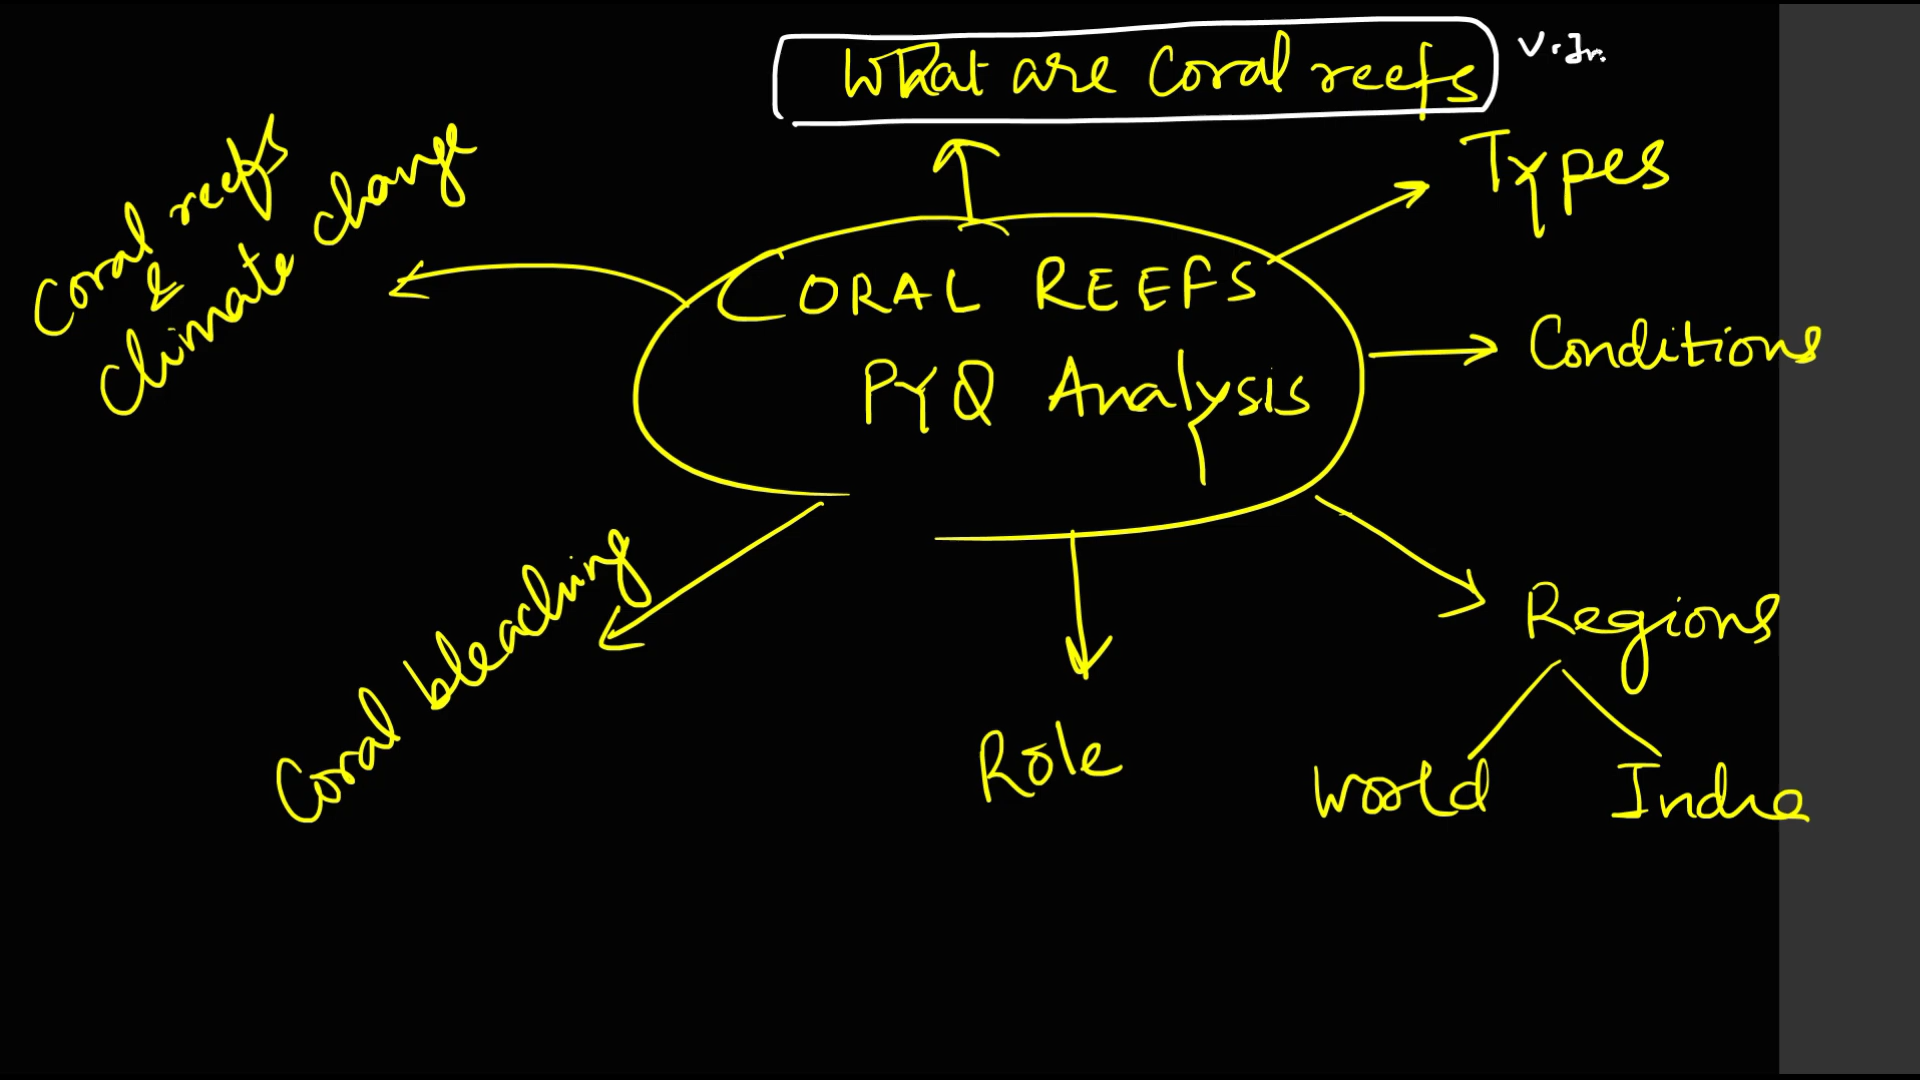 What are Coral reefs
V. Im.
Types
Coral reefs
&
Climate change
CORAL REEFS
PYQ Analysis
Conditions
Coral bleaching
Regions
Role
World
India